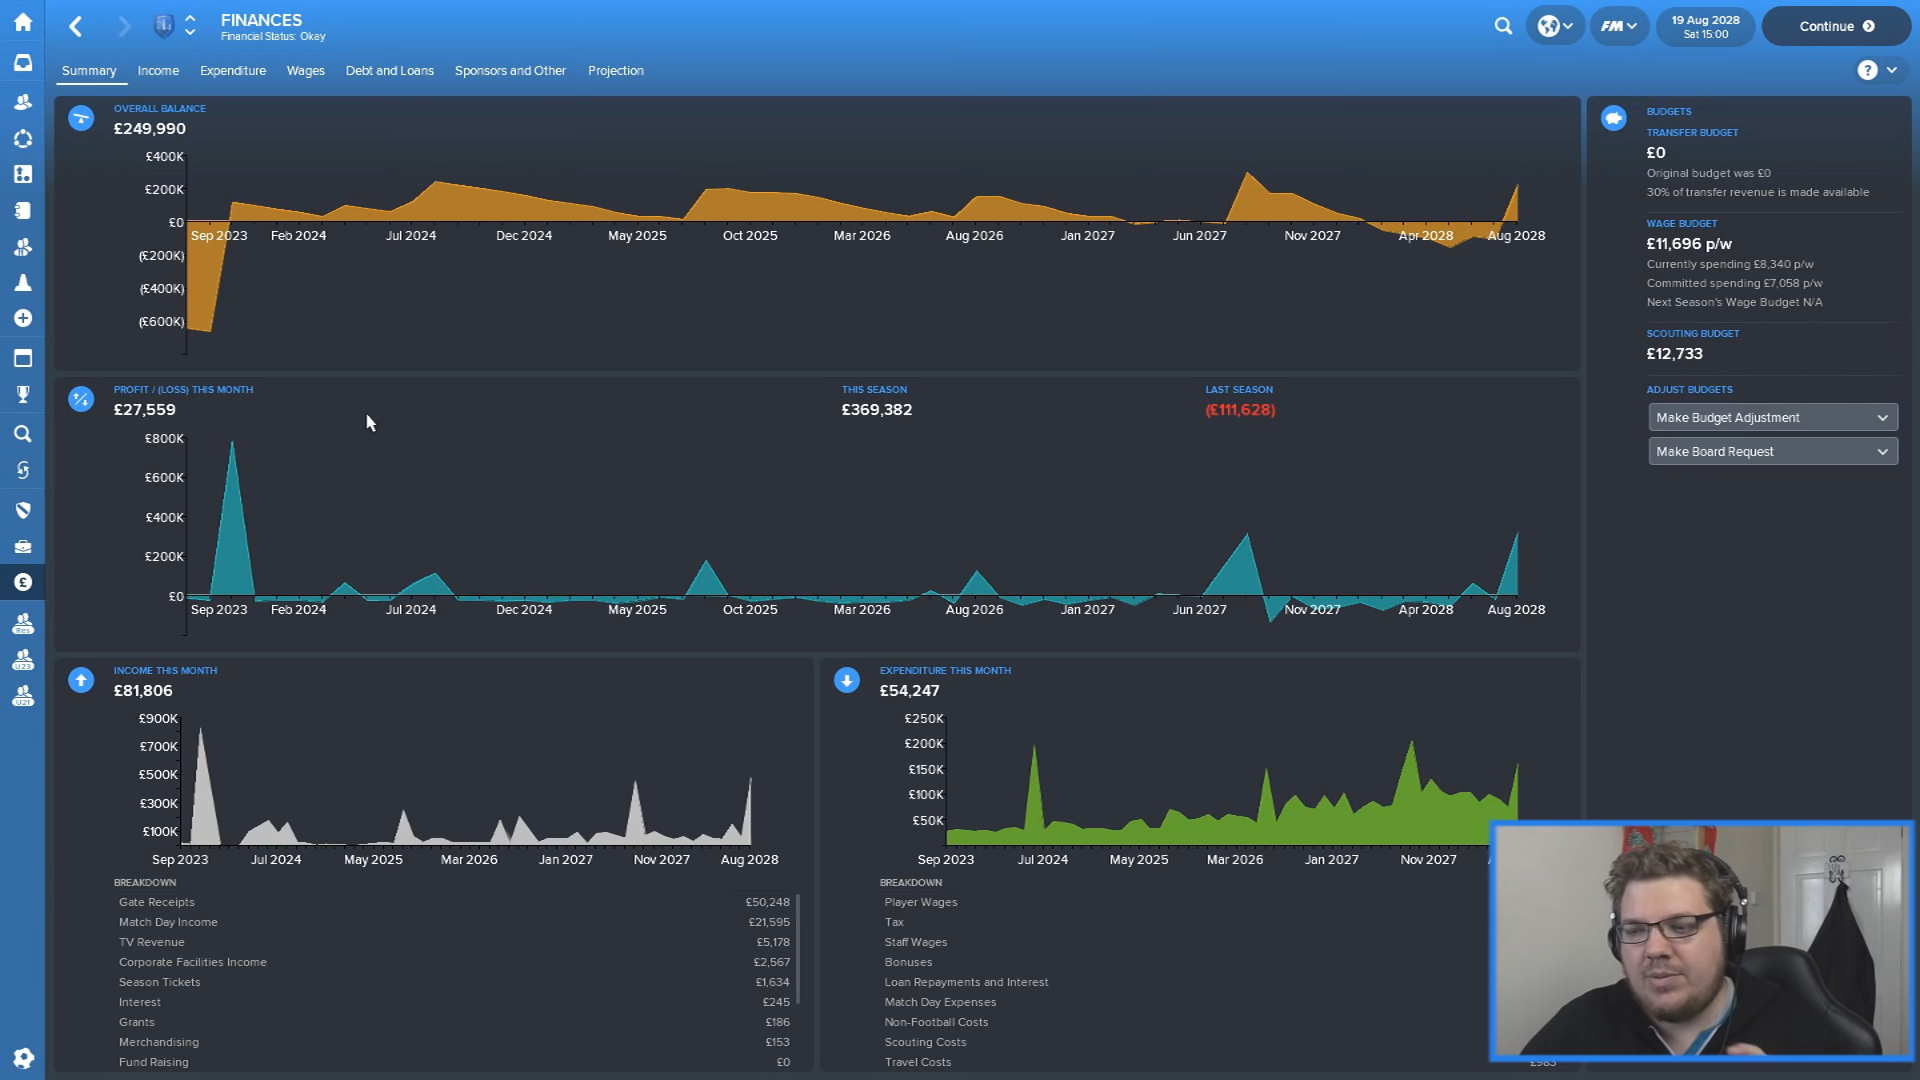 FINANCES
Financial Status: Okay
FM
19 Aug 2028
Sat 15:00
Continue
Summary
Income
Expenditure
Wages
Debt and Loans
Sponsors and Other
Projection
?
OVERALL BALANCE
£249,990
£400K
£200K
£0
(£200K)
(£400K)
(£600K)
Sep 2023
Feb 2024
Jul 2024
Dec 2024
May 2025
Oct 2025
Mar 2026
Aug 2026
Jan 2027
Jun 2027
Nov 2027
Apr 2028
Aug 2028
PROFIT / (LOSS) THIS MONTH
£27,559
THIS SEASON
£369,382
LAST SEASON
(£111,628)
£800K
£600K
£400K
£200K
£0
Sep 2023
Feb 2024
Jul 2024
Dec 2024
May 2025
Oct 2025
Mar 2026
Aug 2026
Jan 2027
Jun 2027
Nov 2027
Apr 2028
Aug 2028
INCOME THIS MONTH
£81,806
£900K
£700K
£500K
£300K
£100K
Sep 2023
Jul 2024
May 2025
Mar 2026
Jan 2027
Nov 2027
Aug 2028
BREAKDOWN
Gate Receipts £50,248
Match Day Income £21,595
TV Revenue £5,178
Corporate Facilities Income £2,567
Season Tickets £1,634
Interest £245
Grants £186
Merchandising £153
Fund Raising £0
EXPENDITURE THIS MONTH
£54,247
£250K
£200K
£150K
£100K
£50K
Sep 2023
Jul 2024
May 2025
Mar 2026
Jan 2027
Nov 2027
BREAKDOWN
Player Wages
Tax
Staff Wages
Bonuses
Loan Repayments and Interest
Match Day Expenses
Non-Football Costs
Scouting Costs
Travel Costs
BUDGETS
TRANSFER BUDGET
£0
Original budget was £0
30% of transfer revenue is made available
WAGE BUDGET
£11,696 p/w
Currently spending £8,340 p/w
Committed spending £7,058 p/w
Next Season's Wage Budget N/A
SCOUTING BUDGET
£12,733
ADJUST BUDGETS
Make Budget Adjustment
Make Board Request
£
Res
U23
U21